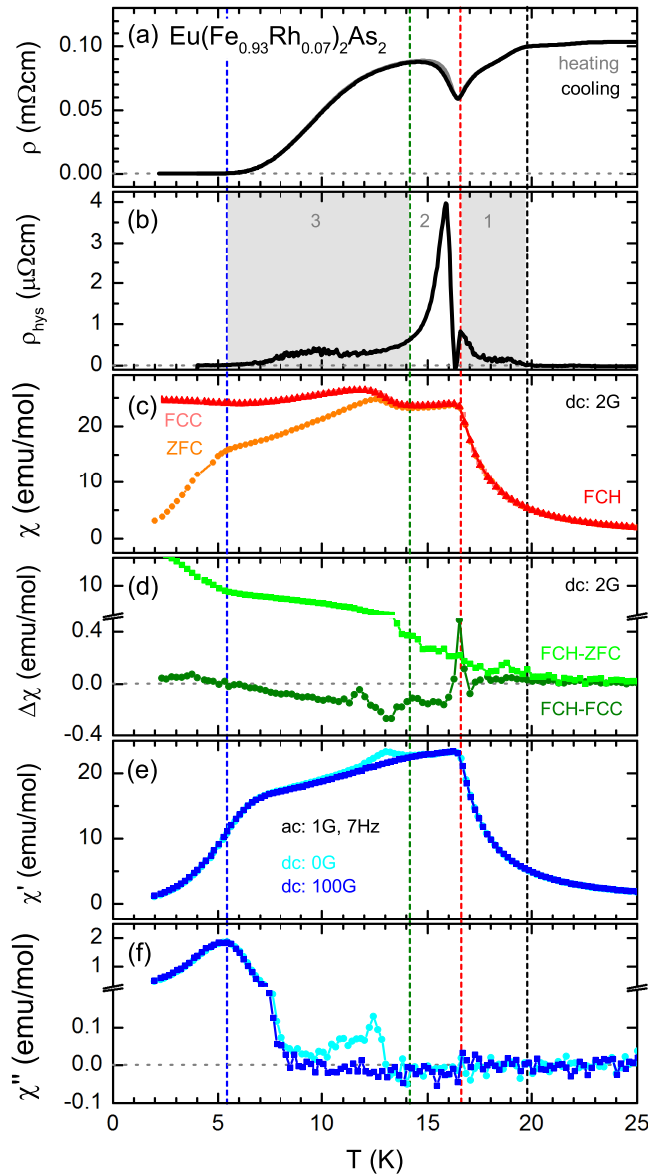 (a) Eu(Fe0.93Rh0.07)2As2
heating
cooling
ρ (mΩcm)
0.10
0.05
0.00
(b)
3 2 1
ρhys (μΩcm)
4
3
2
1
0
(c)
dc: 2G
FCC
ZFC
FCH
χ (emu/mol)
20
10
0
(d)
dc: 2G
FCH-ZFC
FCH-FCC
Δχ (emu/mol)
10
0.4
0.0
-0.4
(e)
ac: 1G, 7Hz
dc: 0G
dc: 100G
χ' (emu/mol)
20
10
0
(f)
χ'' (emu/mol)
2
1
0.1
0.0
-0.1
0 5 10 15 20 25
T (K)